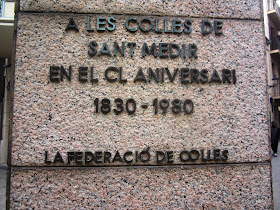 A LES COLLES DE
SANT MEDIR
EN EL CL ANIVERSARI
1830-1980
LA FEDERACIÓ DE COLLES